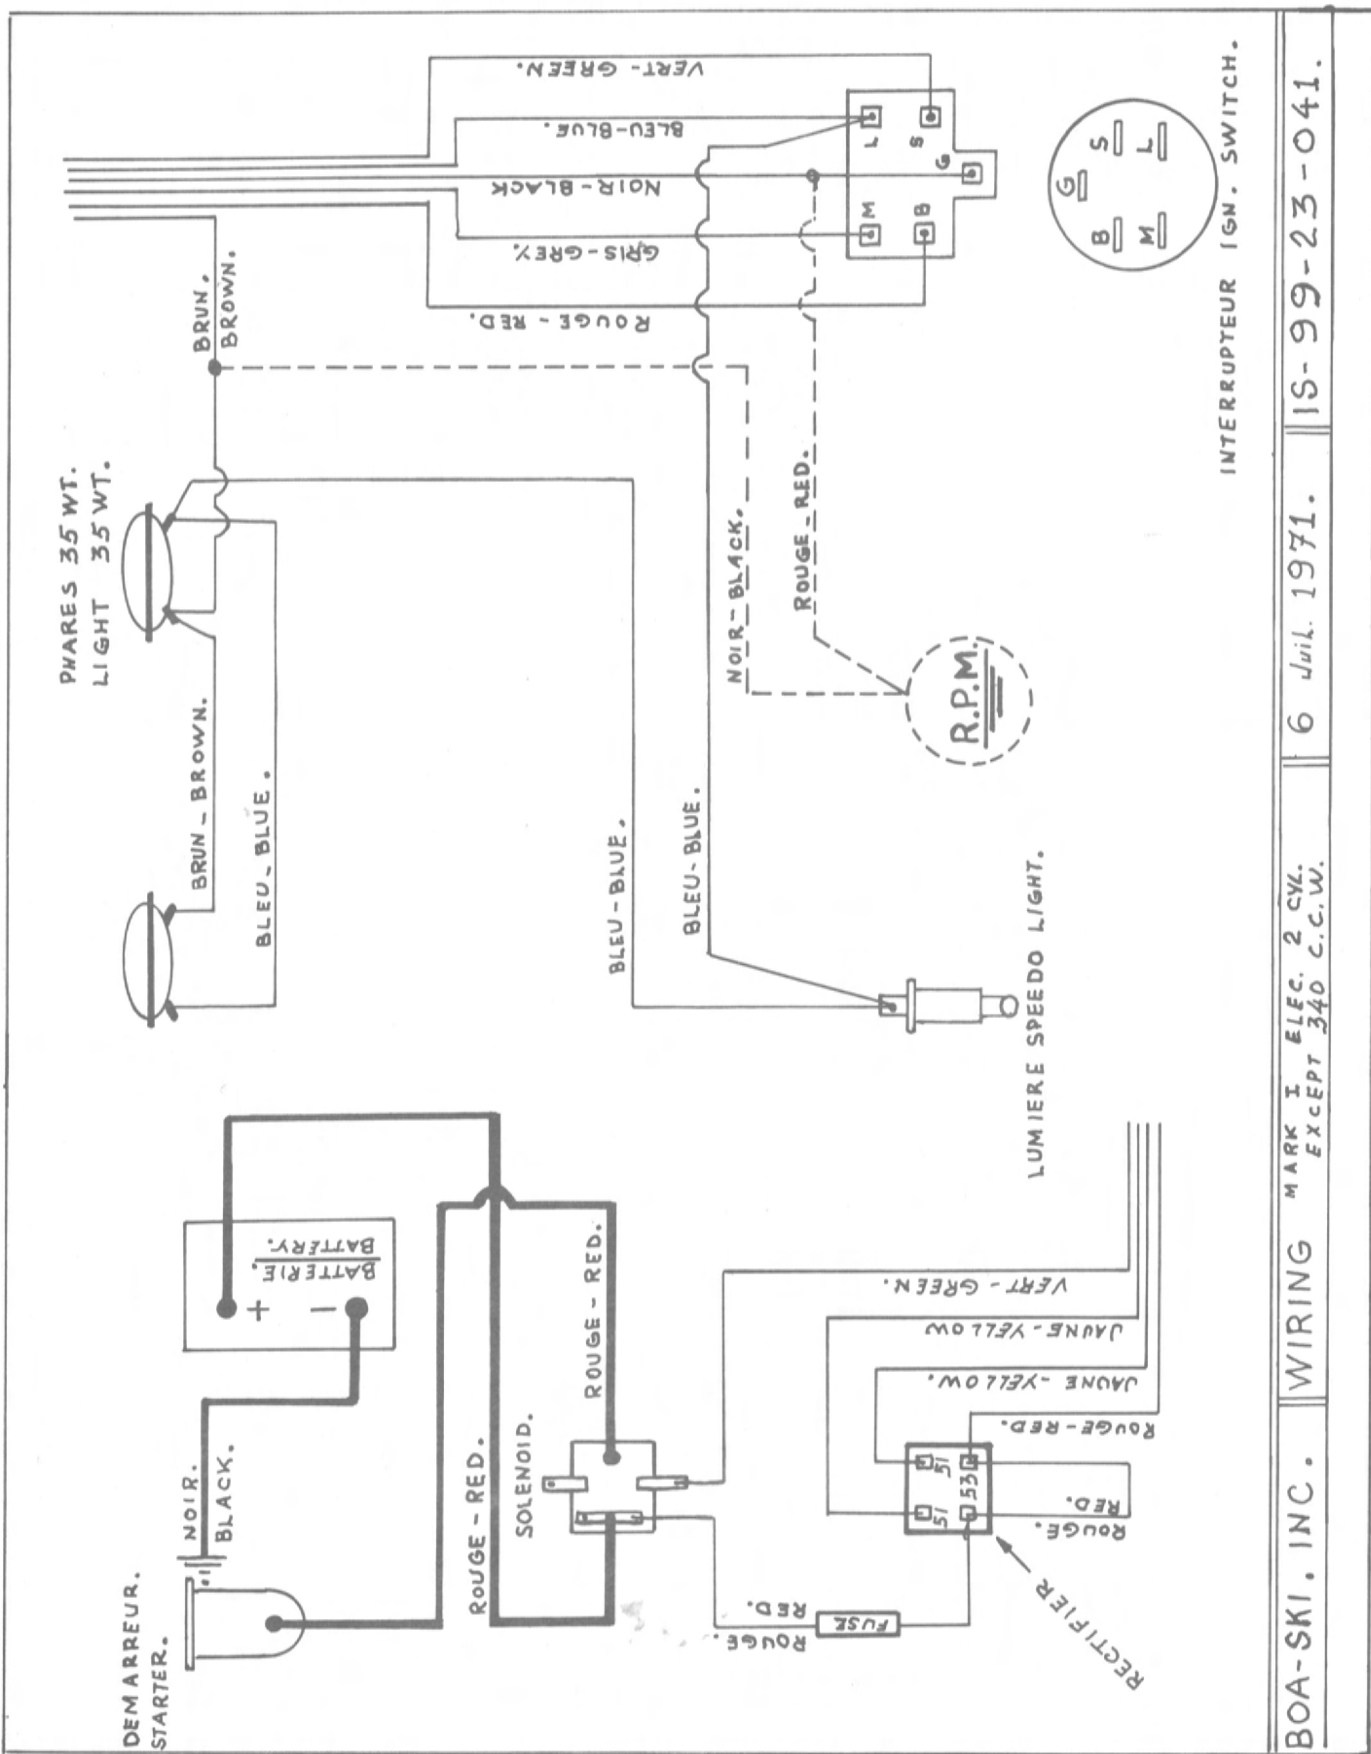 DEMARREUR.
STARTER.
NOIR.
BLACK.
+
–
BATTERIE.
BATTERY.
PHARES 35 WT.
LIGHT 35 WT.
BRUN – BROWN.
BLEU – BLUE.
BRUN.
BROWN.
ROUGE – RED.
SOLENOID.
ROUGE – RED.
BLEU-BLUE.
BLEU-BLUE.
NOIR-BLACK.
ROUGE-RED.
R.P.M.
VERT-GREEN.
BLEU-BLUE.
NOIR-BLACK
GRIS-GREY.
ROUGE-RED.
L
S
G
M
B
ROUGE.
RED.
FUSE
VERT-GREEN.
JAUNE-YELLOW
JAUNE-YELLOW.
ROUGE-RED.
51
51
53
RED.
ROUGE.
RECTIFIER
LUMIERE SPEEDO LIGHT.
B
G
S
M
L
INTERRUPTEUR IGN. SWITCH.
BOA-SKI. INC.
WIRING
MARK I ELEC. 2 CYL.
EXCEPT 340 C.C.W.
6 JUIL. 1971.
IS-99-23-041.